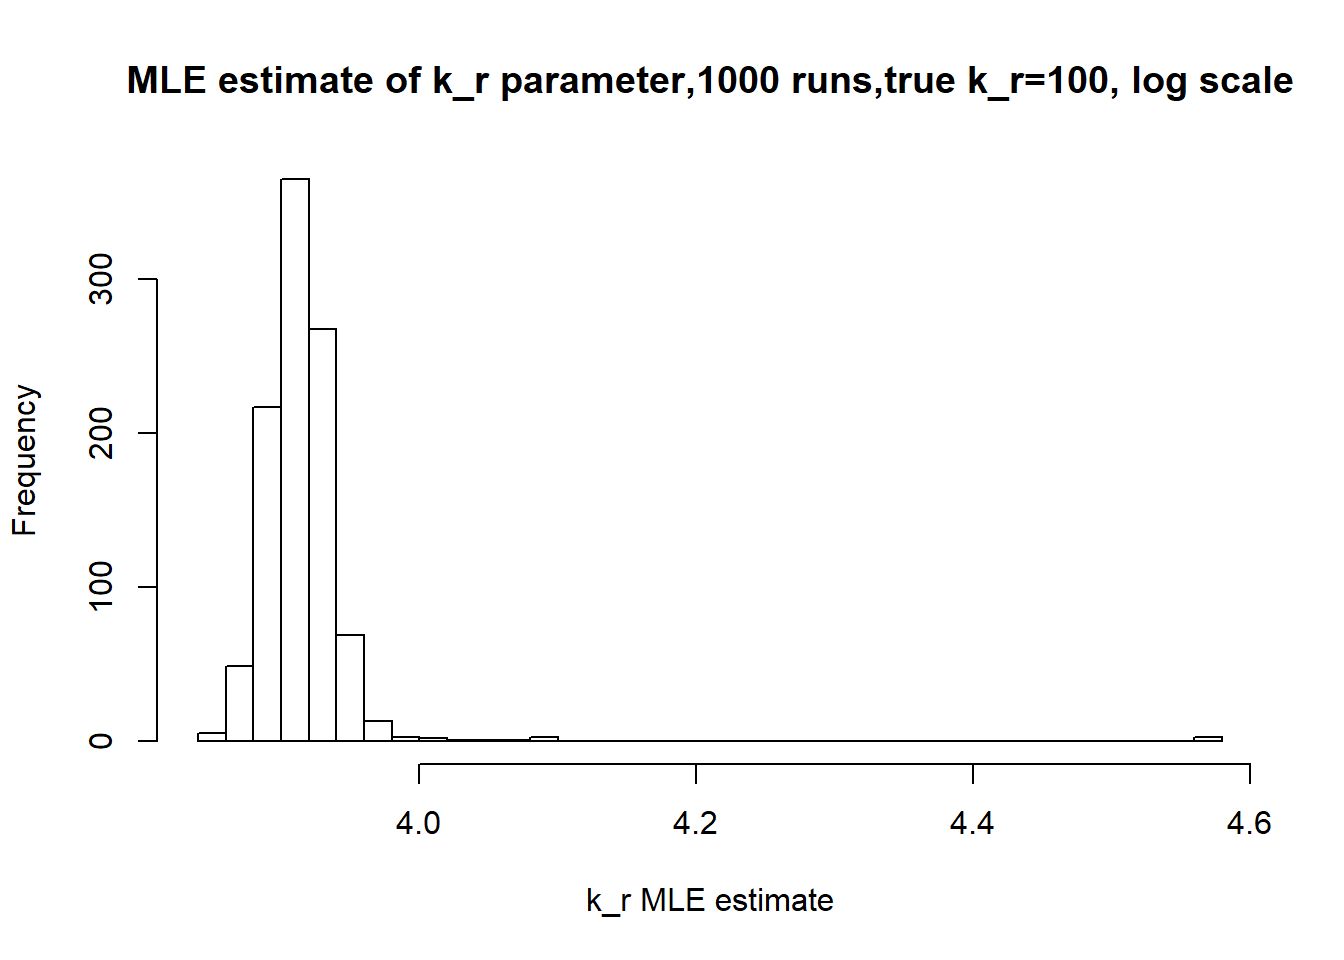 MLE estimate of k_r parameter,1000 runs,true k_r=100, log scale
Frequency
300
200
100
0
4.0 4.2 4.4 4.6
k_r MLE estimate